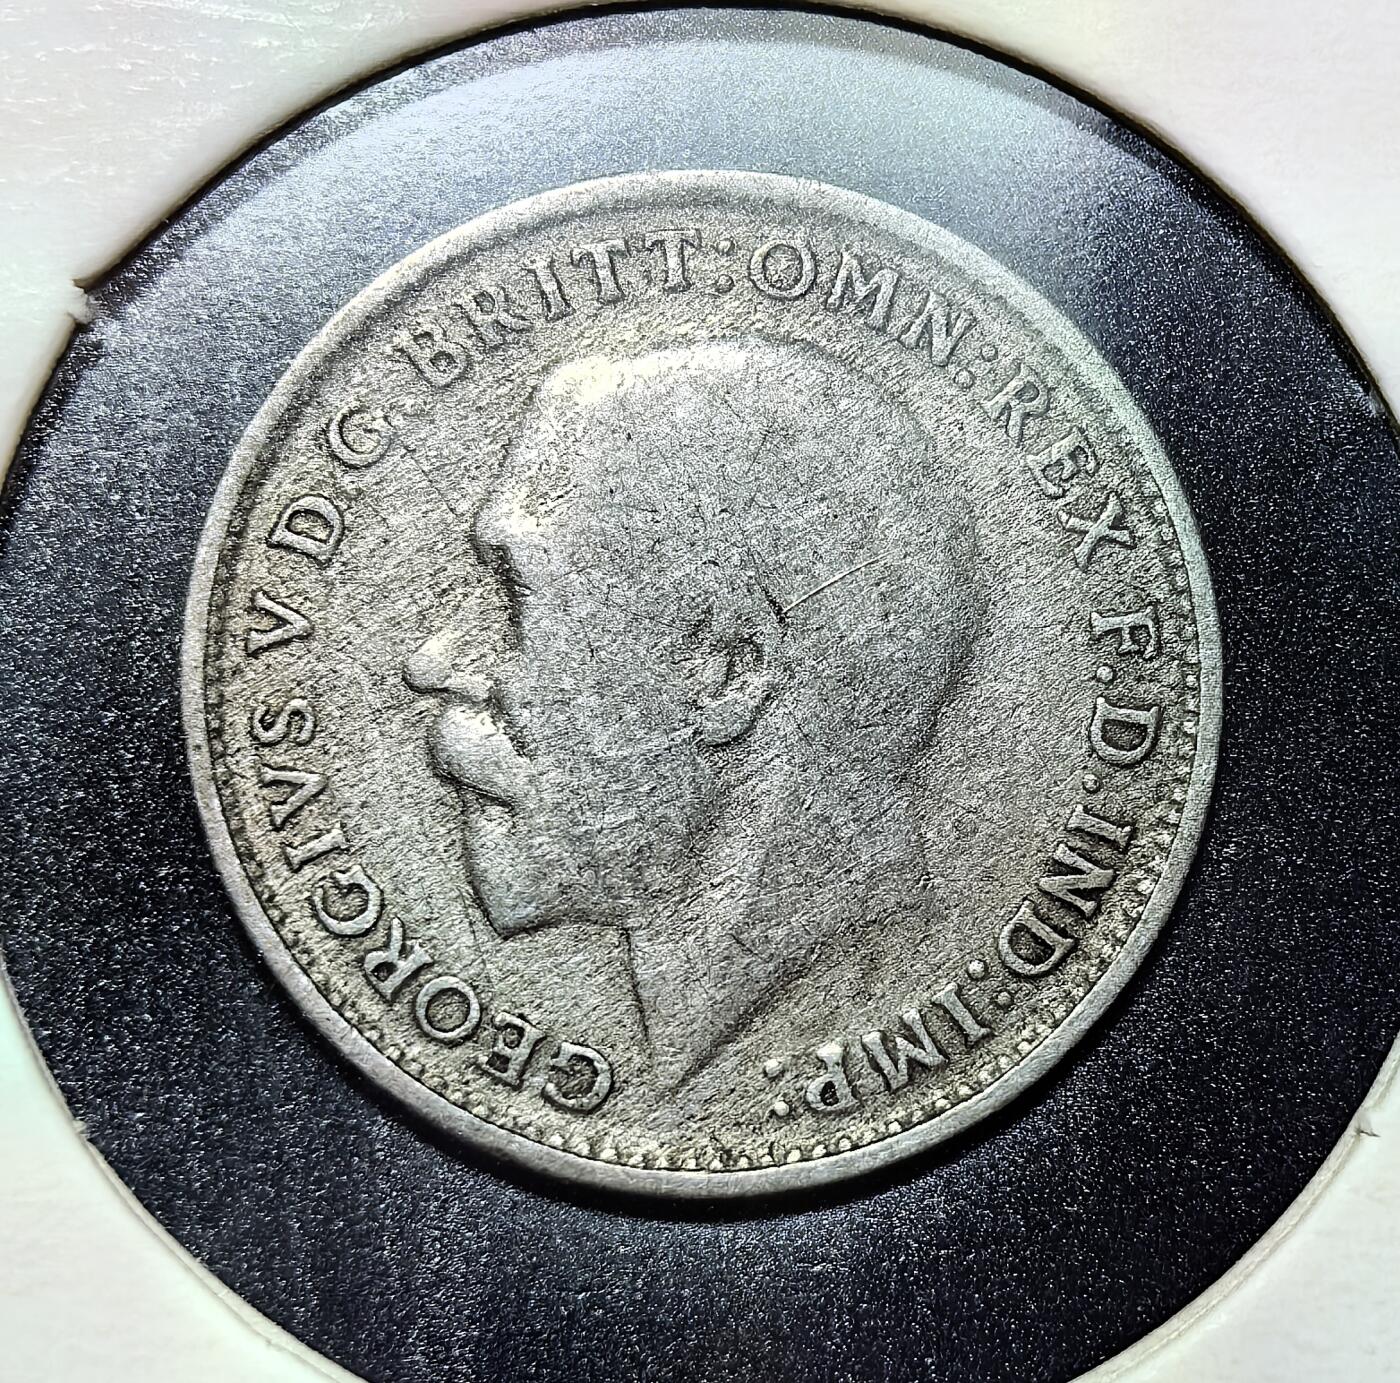 GEORGIVS V D.G. BRITT: OMN: REX F.D. IND: IMP: